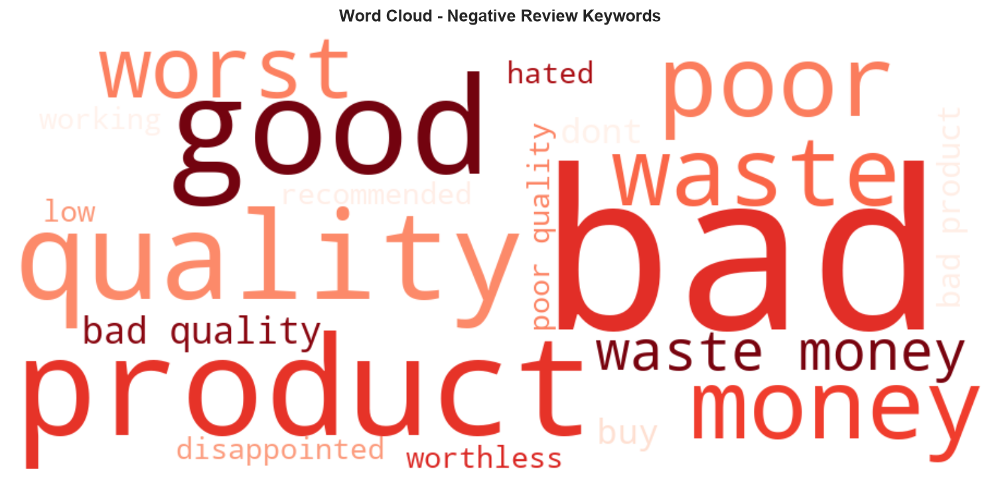 Word Cloud - Negative Review Keywords
worst
hated
poor
working
good
dont
bad product
waste
poor quality
recommended
low
quality
bad
bad quality
product
waste money
money
disappointed
worthless
buy